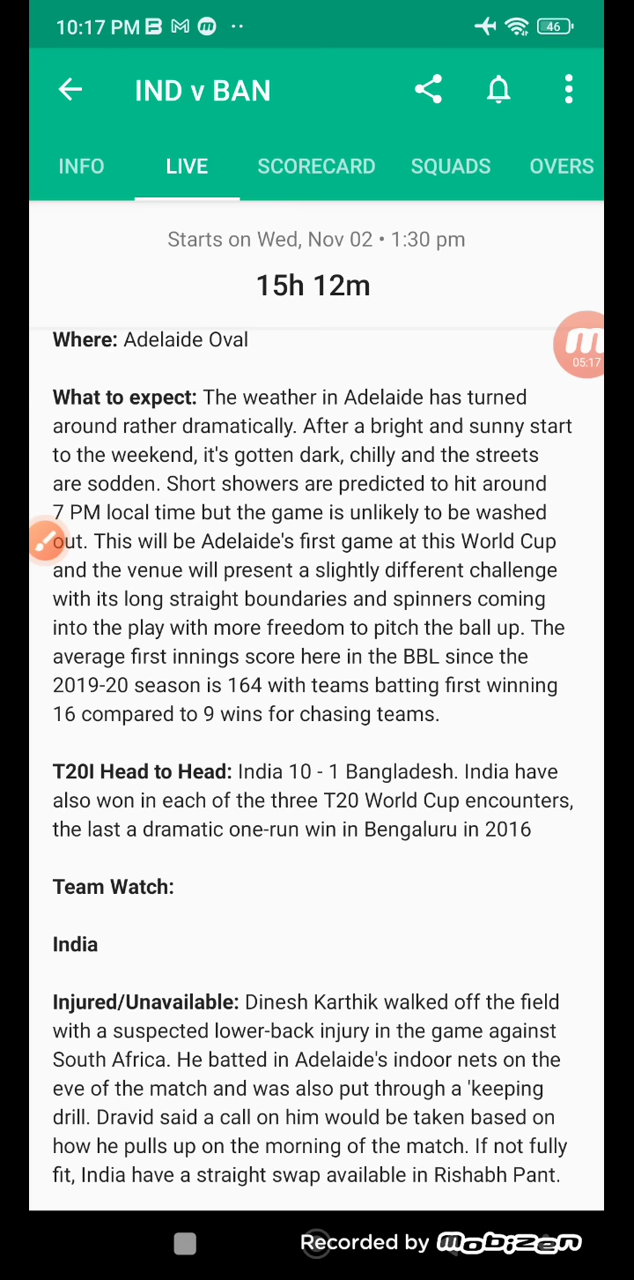 10:17 PM
46
IND v BAN
INFO LIVE SCORECARD SQUADS OVERS
Starts on Wed, Nov 02 • 1:30 pm
15h 12m
Where: Adelaide Oval
05:17
What to expect: The weather in Adelaide has turned
around rather dramatically. After a bright and sunny start
to the weekend, it's gotten dark, chilly and the streets
are sodden. Short showers are predicted to hit around
7 PM local time but the game is unlikely to be washed
out. This will be Adelaide's first game at this World Cup
and the venue will present a slightly different challenge
with its long straight boundaries and spinners coming
into the play with more freedom to pitch the ball up. The
average first innings score here in the BBL since the
2019-20 season is 164 with teams batting first winning
16 compared to 9 wins for chasing teams.
T20I Head to Head: India 10 - 1 Bangladesh. India have
also won in each of the three T20 World Cup encounters,
the last a dramatic one-run win in Bengaluru in 2016
Team Watch:
India
Injured/Unavailable: Dinesh Karthik walked off the field
with a suspected lower-back injury in the game against
South Africa. He batted in Adelaide's indoor nets on the
eve of the match and was also put through a 'keeping
drill. Dravid said a call on him would be taken based on
how he pulls up on the morning of the match. If not fully
fit, India have a straight swap available in Rishabh Pant.
Recorded by mobizen